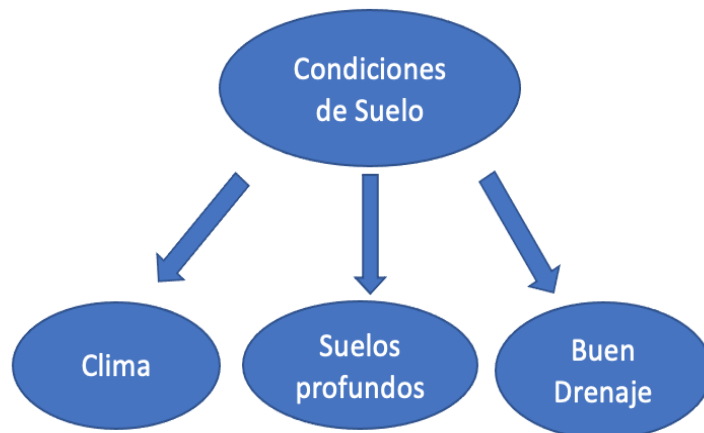 Condiciones
de Suelo
Clima
Suelos
profundos
Buen
Drenaje